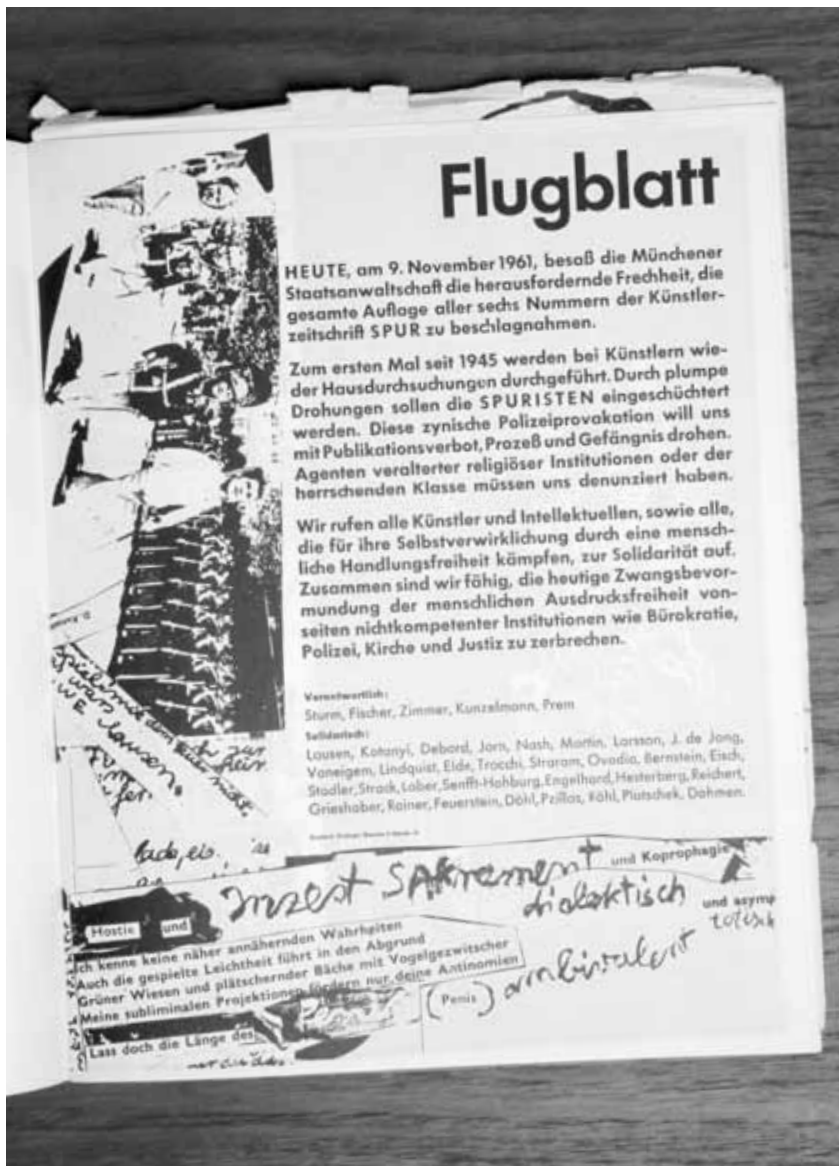 Flugblatt
HEUTE, am 9. November 1961, besaß die Münchener
Staatsanwaltschaft die herausfordernde Frechheit, die
gesamte Auflage aller sechs Nummern der Künstler-
zeitschrift SPUR zu beschlagnahmen.
Zum ersten Mal seit 1945 werden bei Künstlern wie-
der Hausdurchsuchungen durchgeführt. Durch plumpe
Drohungen sollen die SPURISTEN eingeschüchtert
werden. Diese zynische Polizeiprovakation will uns
mit Publikationsverbot, Prozeß und Gefängnis drohen.
Agenten veralterter religiöser Institutionen oder der
herrschenden Klasse müssen uns denunziert haben.
Wir rufen alle Künstler und Intellektuellen, sowie alle,
die für ihre Selbstverwirklichung durch eine mensch-
liche Handlungsfreiheit kämpfen, zur Solidarität auf.
Zusammen sind wir fähig, die heutige Zwangsbevor-
mundung der menschlichen Ausdrucksfreiheit von-
seiten nichtkompetenter Institutionen wie Bürokratie,
Polizei, Kirche und Justiz zu zerbrechen.
Verantwortlich:
Sturm, Fischer, Zimmer, Kunzelmann, Prem
Solidarisch:
Lausen, Kotanyi, Debord, Jorn, Nash, Martin, Larsson, J. de Jong,
Vaneigem, Lindquist, Elde, Trocchi, Straram, Ovadia, Bernstein, Eisch,
Stadler, Strack, Laber, Senfft-Hohburg, Engelhard, Hesterberg, Reichert,
Grieshaber, Rainer, Feuerstein, Döhl, Pzillas, Köhl, Platschek, Dahmen.
Inzest SAkrament und Koprophagie
dialektisch
Hostie und
und asymp
totisch
Ich kenne keine näher annähernden Wahrheiten
Auch die gespielte Leichtheit führt in den Abgrund
Grüner Wiesen und plätschernder Bäche mit Vogelgezwitscher
Meine subliminalen Projektionen fördern nur deine Antinomien
(Penis) ambivalent
Lass doch die Länge des